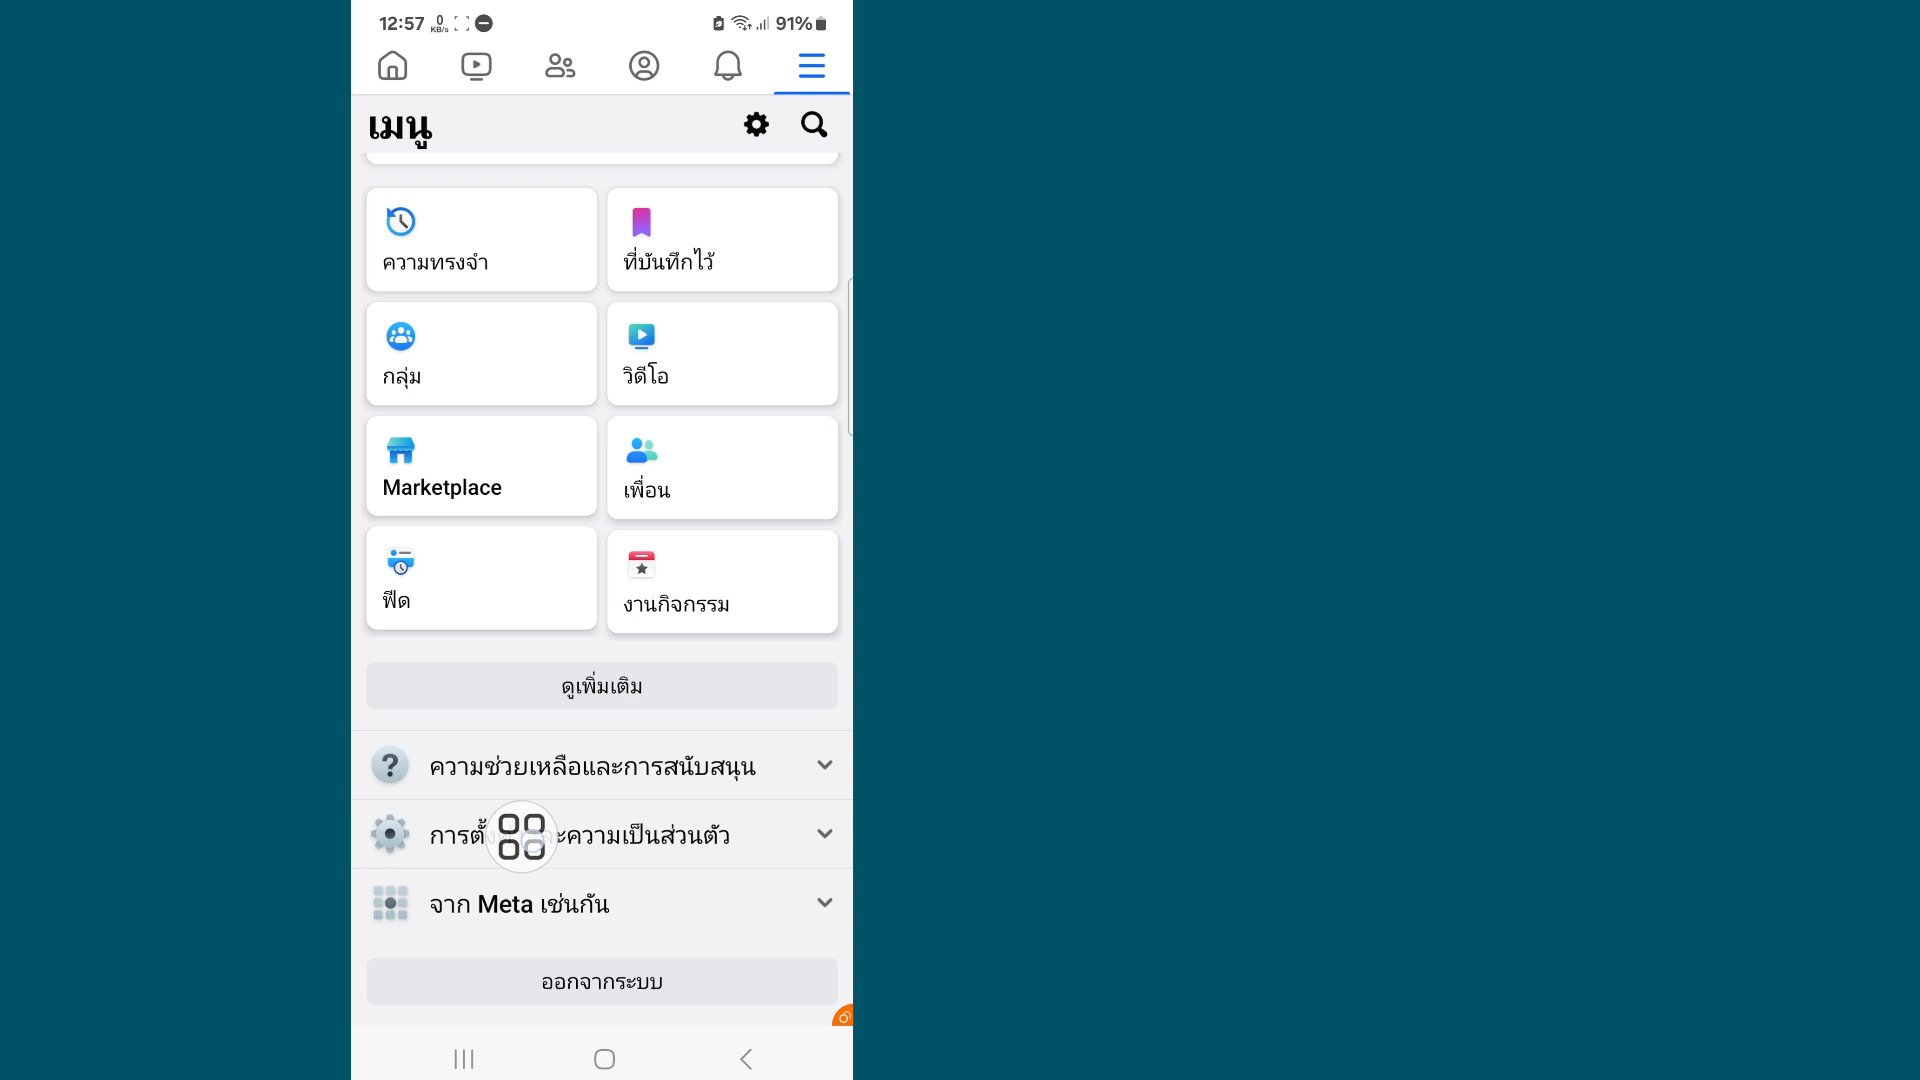 12:57 0 KB/s 91%
เมนู
ความทรงจำ
ที่บันทึกไว้
กลุ่ม
วิดีโอ
Marketplace
เพื่อน
ฟีด
งานกิจกรรม
ดูเพิ่มเติม
? ความช่วยเหลือและการสนับสนุน
การตั้ ะความเป็นส่วนตัว
จาก Meta เช่นกัน
ออกจากระบบ